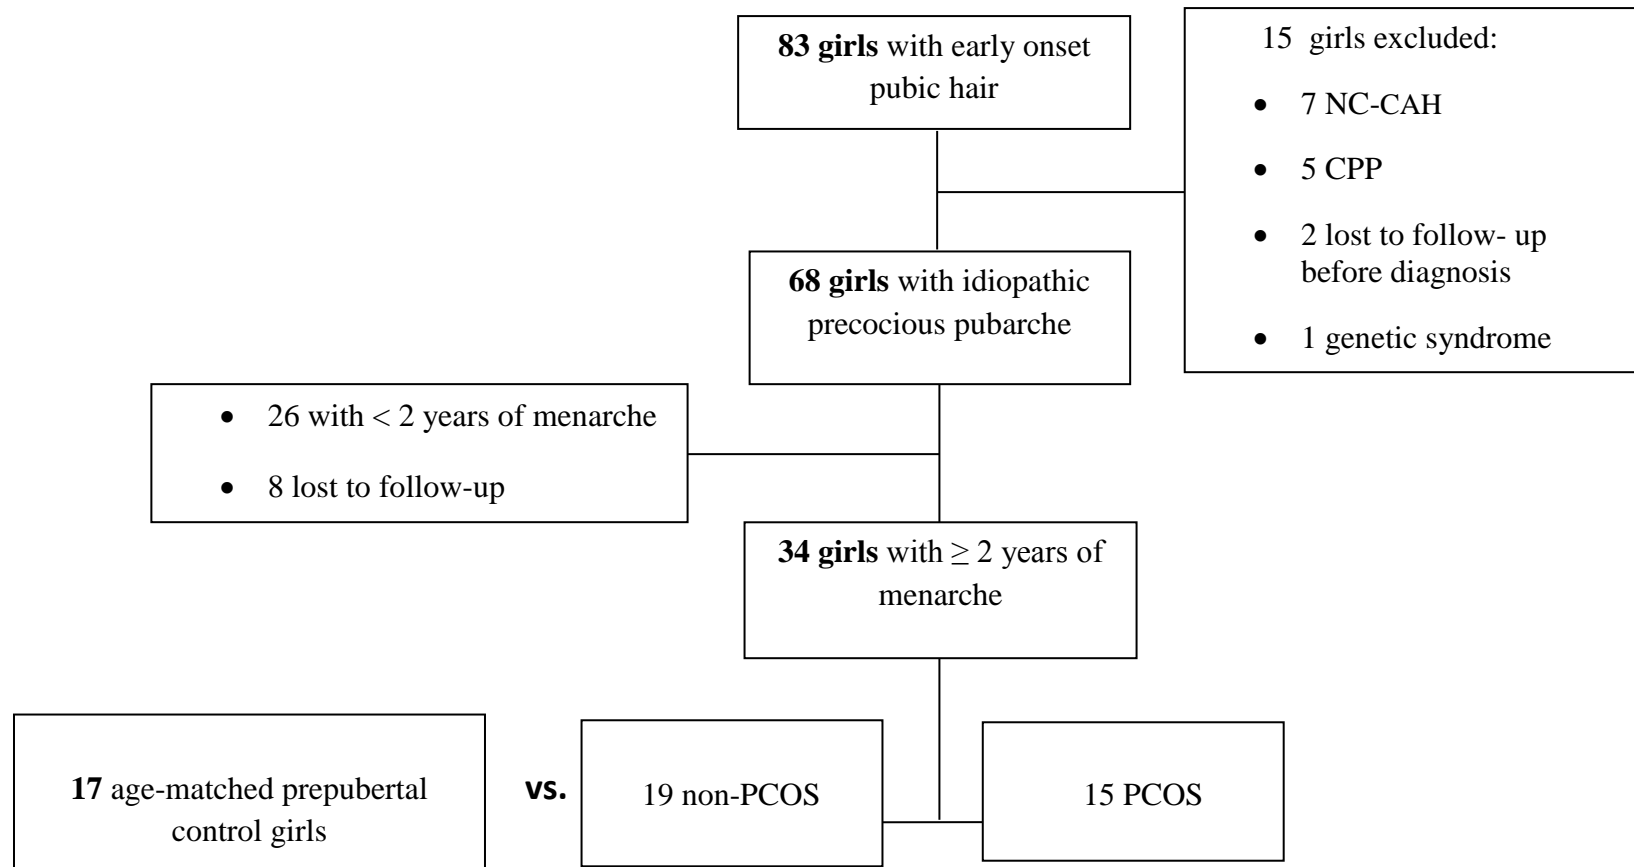 83 girls with early onset
pubic hair
15 girls excluded:
• 7 NC-CAH
• 5 CPP
• 2 lost to follow- up
before diagnosis
• 1 genetic syndrome
68 girls with idiopathic
precocious pubarche
• 26 with < 2 years of menarche
• 8 lost to follow-up
34 girls with ≥ 2 years of
menarche
17 age-matched prepubertal
control girls
vs.
19 non-PCOS
15 PCOS